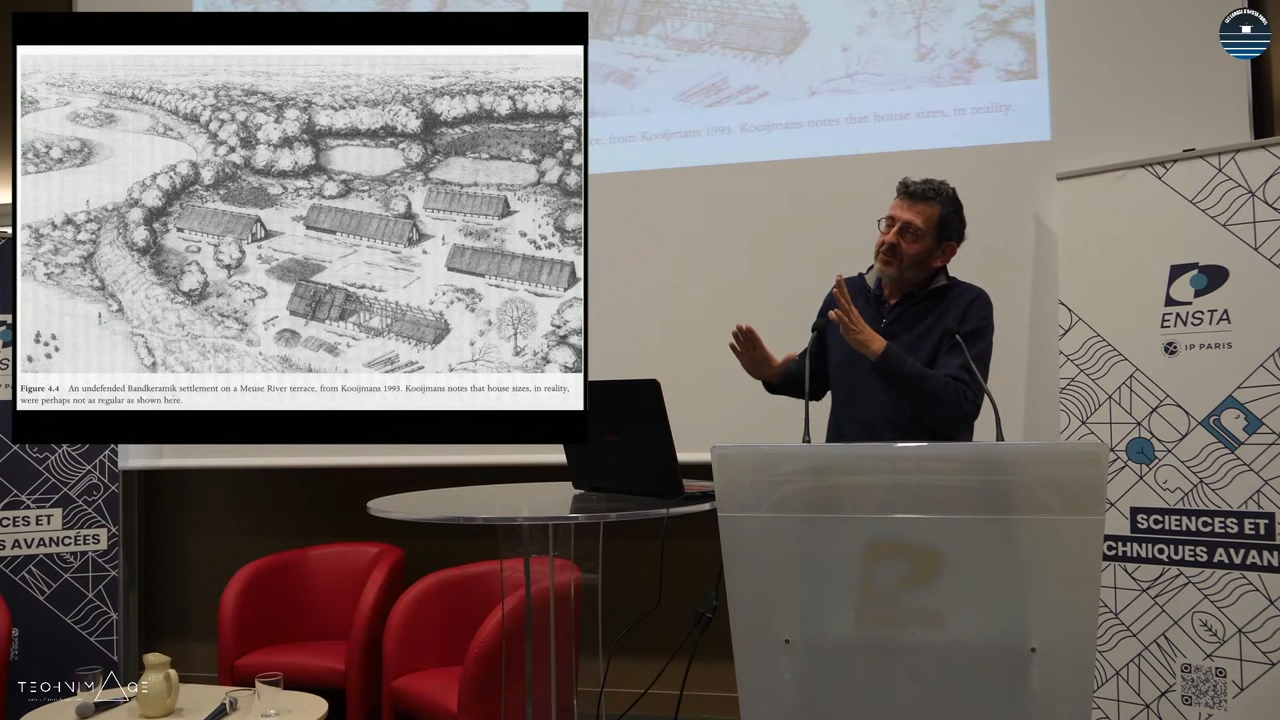 Figure 4.4 An undefended Bandkeramik settlement on a Meuse River terrace, from Kooijmans 1993. Kooijmans notes that house sizes, in reality,
were perhaps not as regular as shown here.
ce, from Kooijmans 1993. Kooijmans notes that house sizes, in reality,
ENSTA
IP PARIS
SCIENCES ET
CHNIQUES AVAN
CES ET
S AVANCÉES
TECHNIMAGE